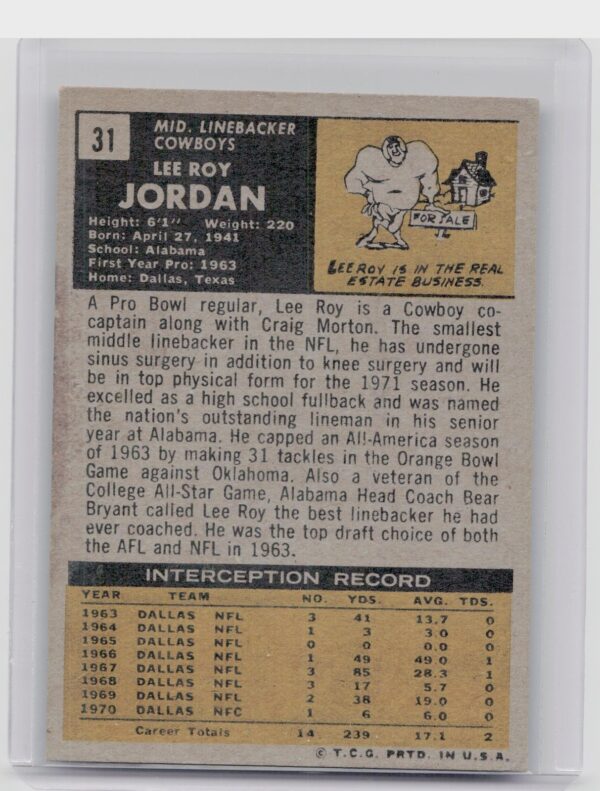 31
MID. LINEBACKER
COWBOYS
LEE ROY
JORDAN
Height: 6'1" Weight: 220
Born: April 27, 1941
School: Alabama
First Year Pro: 1963
Home: Dallas, Texas
FOR SALE
LEE ROY IS IN THE REAL
ESTATE BUSINESS.
A Pro Bowl regular, Lee Roy is a Cowboy co-
captain along with Craig Morton. The smallest
middle linebacker in the NFL, he has undergone
sinus surgery in addition to knee surgery and will
be in top physical form for the 1971 season. He
excelled as a high school fullback and was named
the nation's outstanding lineman in his senior
year at Alabama. He capped an All-America season
of 1963 by making 31 tackles in the Orange Bowl
Game against Oklahoma. Also a veteran of the
College All-Star Game, Alabama Head Coach Bear
Bryant called Lee Roy the best linebacker he had
ever coached. He was the top draft choice of both
the AFL and NFL in 1963.
INTERCEPTION RECORD
YEAR TEAM NO. YDS. AVG. TDS.
1963 DALLAS NFL 3 41 13.7 0
1964 DALLAS NFL 1 3 3.0 0
1965 DALLAS NFL 0 0 0.0 0
1966 DALLAS NFL 1 49 49.0 1
1967 DALLAS NFL 3 85 28.3 1
1968 DALLAS NFL 3 17 5.7 0
1969 DALLAS NFL 2 38 19.0 0
1970 DALLAS NFC 1 6 6.0 0
Career Totals 14 239 17.1 2
© T.C.G. PRTD. IN U.S.A.